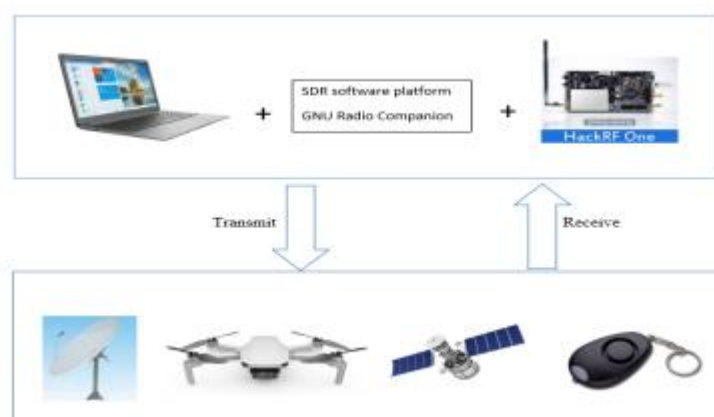 +
SDR software platform
GNU Radio Companion
+
HackRF One
Transmit
Receive